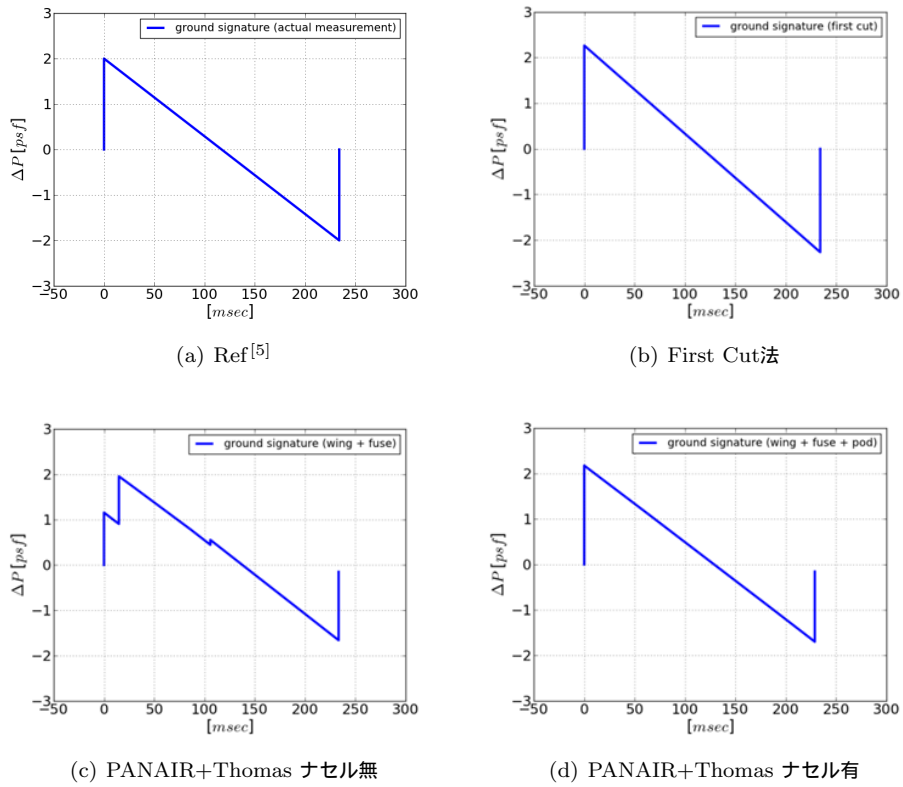 ground signature (actual measurement)
3
2
1
0
−1
−2
−3
ΔP [psf]
−50 0 50 100 150 200 250 300
[msec]
(a) Ref[5]
ground signature (first cut)
3
2
1
0
−1
−2
−3
ΔP [psf]
−50 0 50 100 150 200 250 300
[msec]
(b) First Cut法
ground signature (wing + fuse)
3
2
1
0
−1
−2
−3
ΔP [psf]
−50 0 50 100 150 200 250 300
[msec]
(c) PANAIR+Thomas ナセル無
ground signature (wing + fuse + pod)
3
2
1
0
−1
−2
−3
ΔP [psf]
−50 0 50 100 150 200 250 300
[msec]
(d) PANAIR+Thomas ナセル有